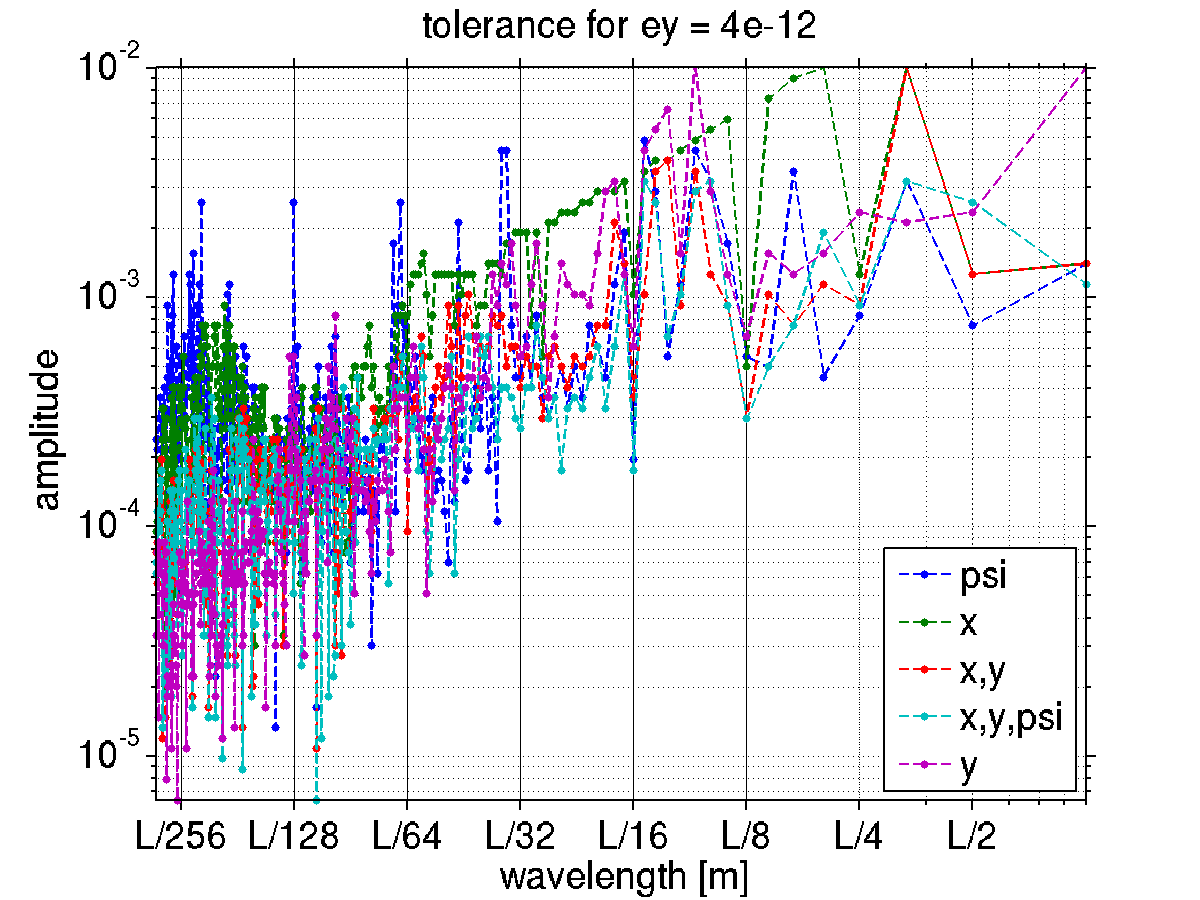 tolerance for ey = 4e-12
10^-2
10^-3
10^-4
10^-5
amplitude
psi
x
x,y
x,y,psi
y
L/256 L/128 L/64 L/32 L/16 L/8 L/4 L/2
wavelength [m]